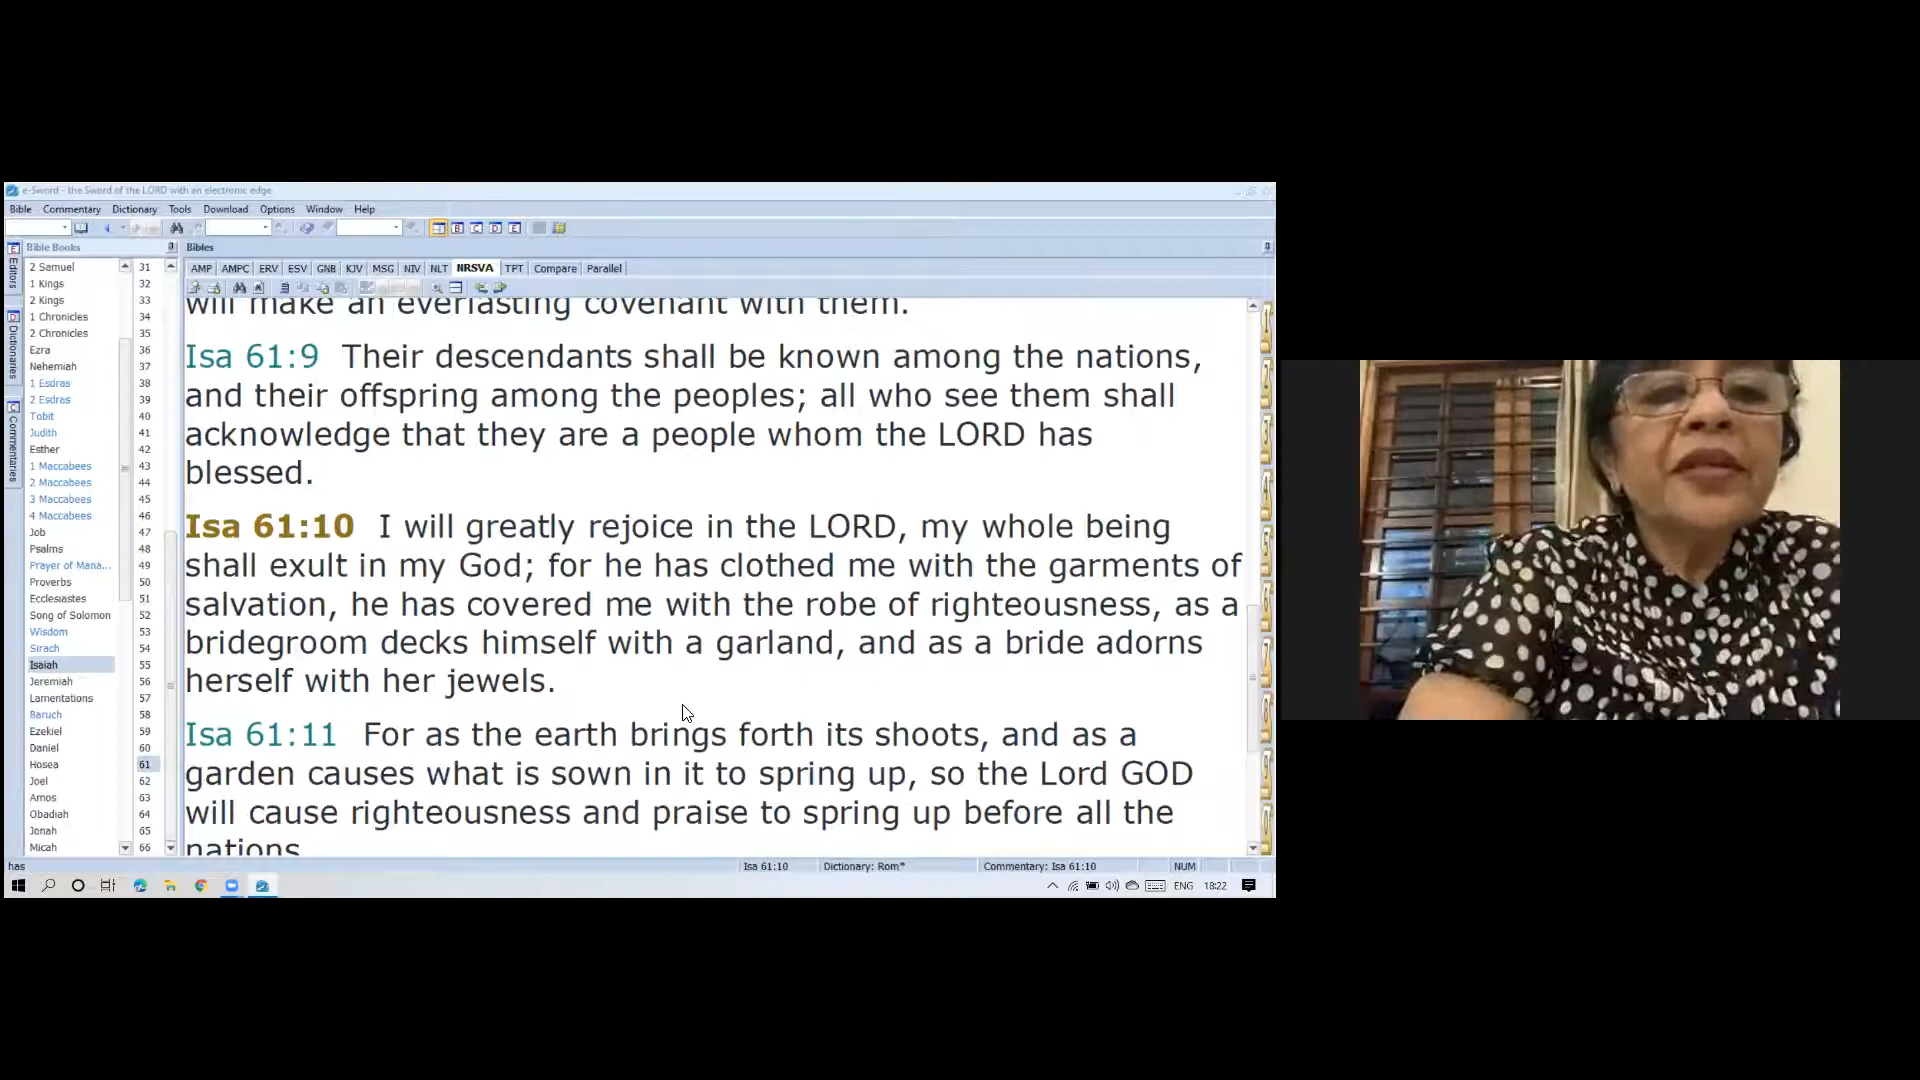 e-Sword - the Sword of the LORD with an electronic edge
Bible Commentary Dictionary Tools Download Options Window Help
Bible Books
Bibles
AMP AMPC ERV ESV GNB KJV MSG NIV NLT NRSVA TPT Compare Parallel
Editors
Dictionaries
Commentaries
2 Samuel 31
1 Kings 32
2 Kings 33
1 Chronicles 34
2 Chronicles 35
Ezra 36
Nehemiah 37
1 Esdras 38
2 Esdras 39
Tobit 40
Judith 41
Esther 42
1 Maccabees 43
2 Maccabees 44
3 Maccabees 45
4 Maccabees 46
Job 47
Psalms 48
Prayer of Mana... 49
Proverbs 50
Ecclesiastes 51
Song of Solomon 52
Wisdom 53
Sirach 54
Isaiah 55
Jeremiah 56
Lamentations 57
Baruch 58
Ezekiel 59
Daniel 60
Hosea 61
Joel 62
Amos 63
Obadiah 64
Jonah 65
Micah 66
will make an everlasting covenant with them.
Isa 61:9 Their descendants shall be known among the nations,
and their offspring among the peoples; all who see them shall
acknowledge that they are a people whom the LORD has
blessed.
Isa 61:10 I will greatly rejoice in the LORD, my whole being
shall exult in my God; for he has clothed me with the garments of
salvation, he has covered me with the robe of righteousness, as a
bridegroom decks himself with a garland, and as a bride adorns
herself with her jewels.
Isa 61:11 For as the earth brings forth its shoots, and as a
garden causes what is sown in it to spring up, so the Lord GOD
will cause righteousness and praise to spring up before all the
nations
has Isa 61:10 Dictionary: Rom* Commentary: Isa 61:10 NUM
ENG 18:22